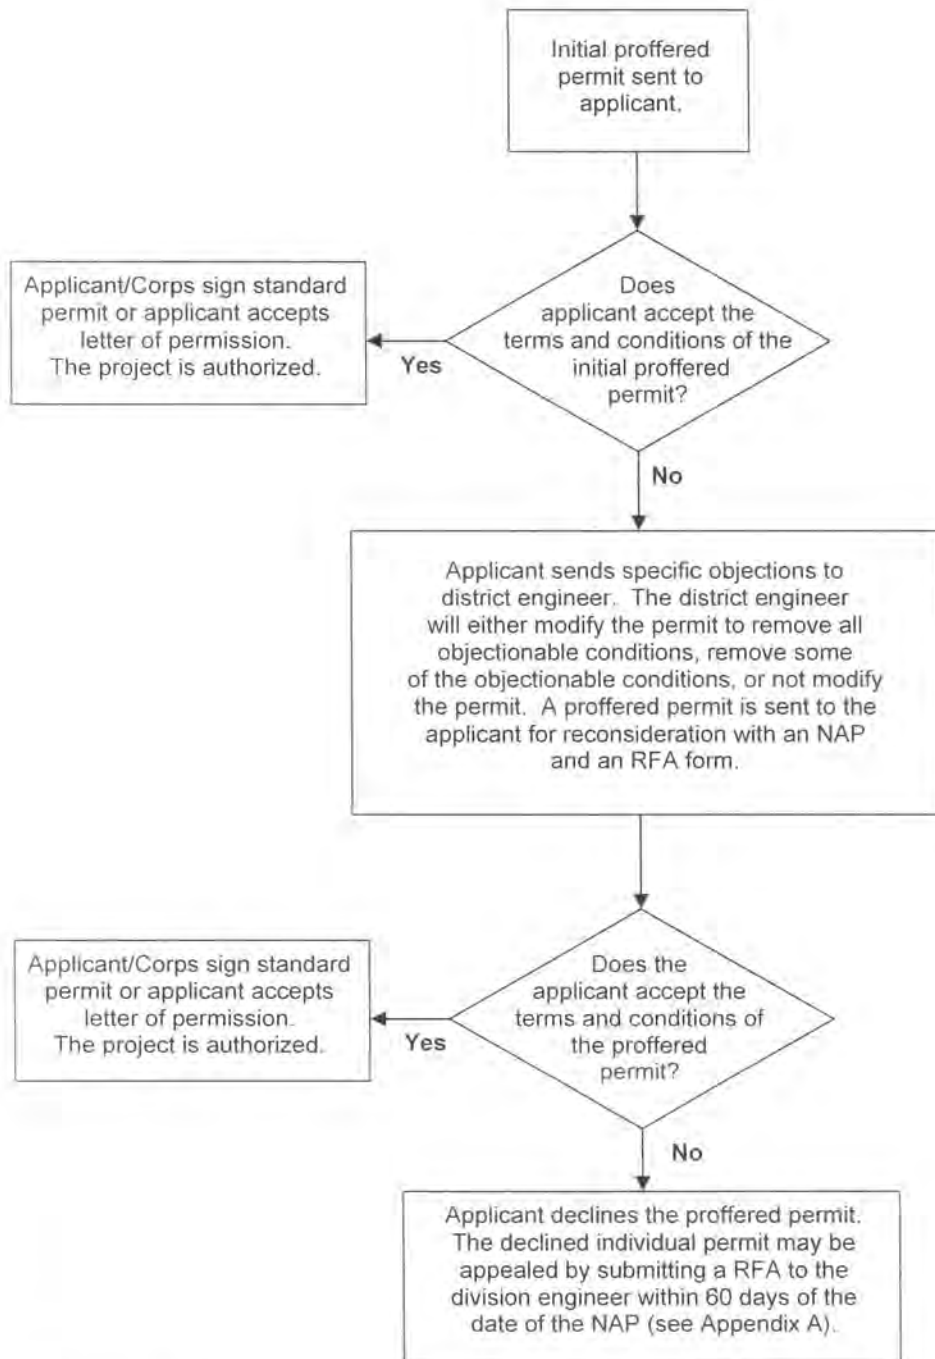 Initial proffered
permit sent to
applicant.
Does
applicant accept the
terms and conditions of the
initial proffered
permit?
Applicant/Corps sign standard
permit or applicant accepts
letter of permission.
The project is authorized.
Yes
No
Applicant sends specific objections to
district engineer. The district engineer
will either modify the permit to remove all
objectionable conditions, remove some
of the objectionable conditions, or not modify
the permit. A proffered permit is sent to the
applicant for reconsideration with an NAP
and an RFA form.
Does the
applicant accept the
terms and conditions of
the proffered
permit?
Applicant/Corps sign standard
permit or applicant accepts
letter of permission.
The project is authorized.
Yes
No
Applicant declines the proffered permit.
The declined individual permit may be
appealed by submitting a RFA to the
division engineer within 60 days of the
date of the NAP (see Appendix A).